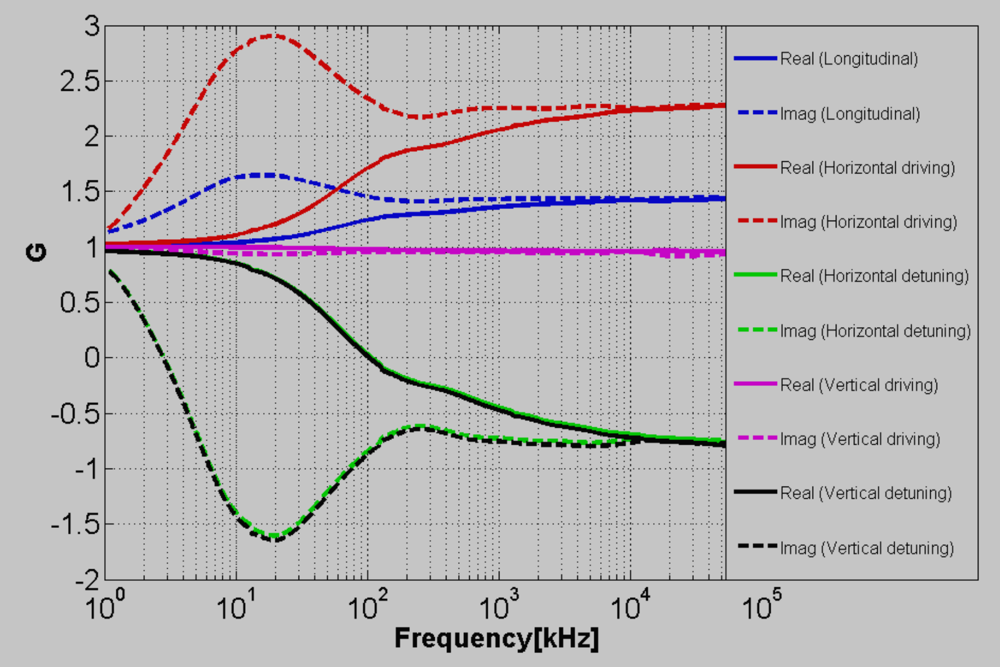 3
2.5
2
1.5
1
0.5
0
-0.5
-1
-1.5
-2
G
10^0 10^1 10^2 10^3 10^4 10^5
Frequency[kHz]
Real (Longitudinal)
Imag (Longitudinal)
Real (Horizontal driving)
Imag (Horizontal driving)
Real (Horizontal detuning)
Imag (Horizontal detuning)
Real (Vertical driving)
Imag (Vertical driving)
Real (Vertical detuning)
Imag (Vertical detuning)